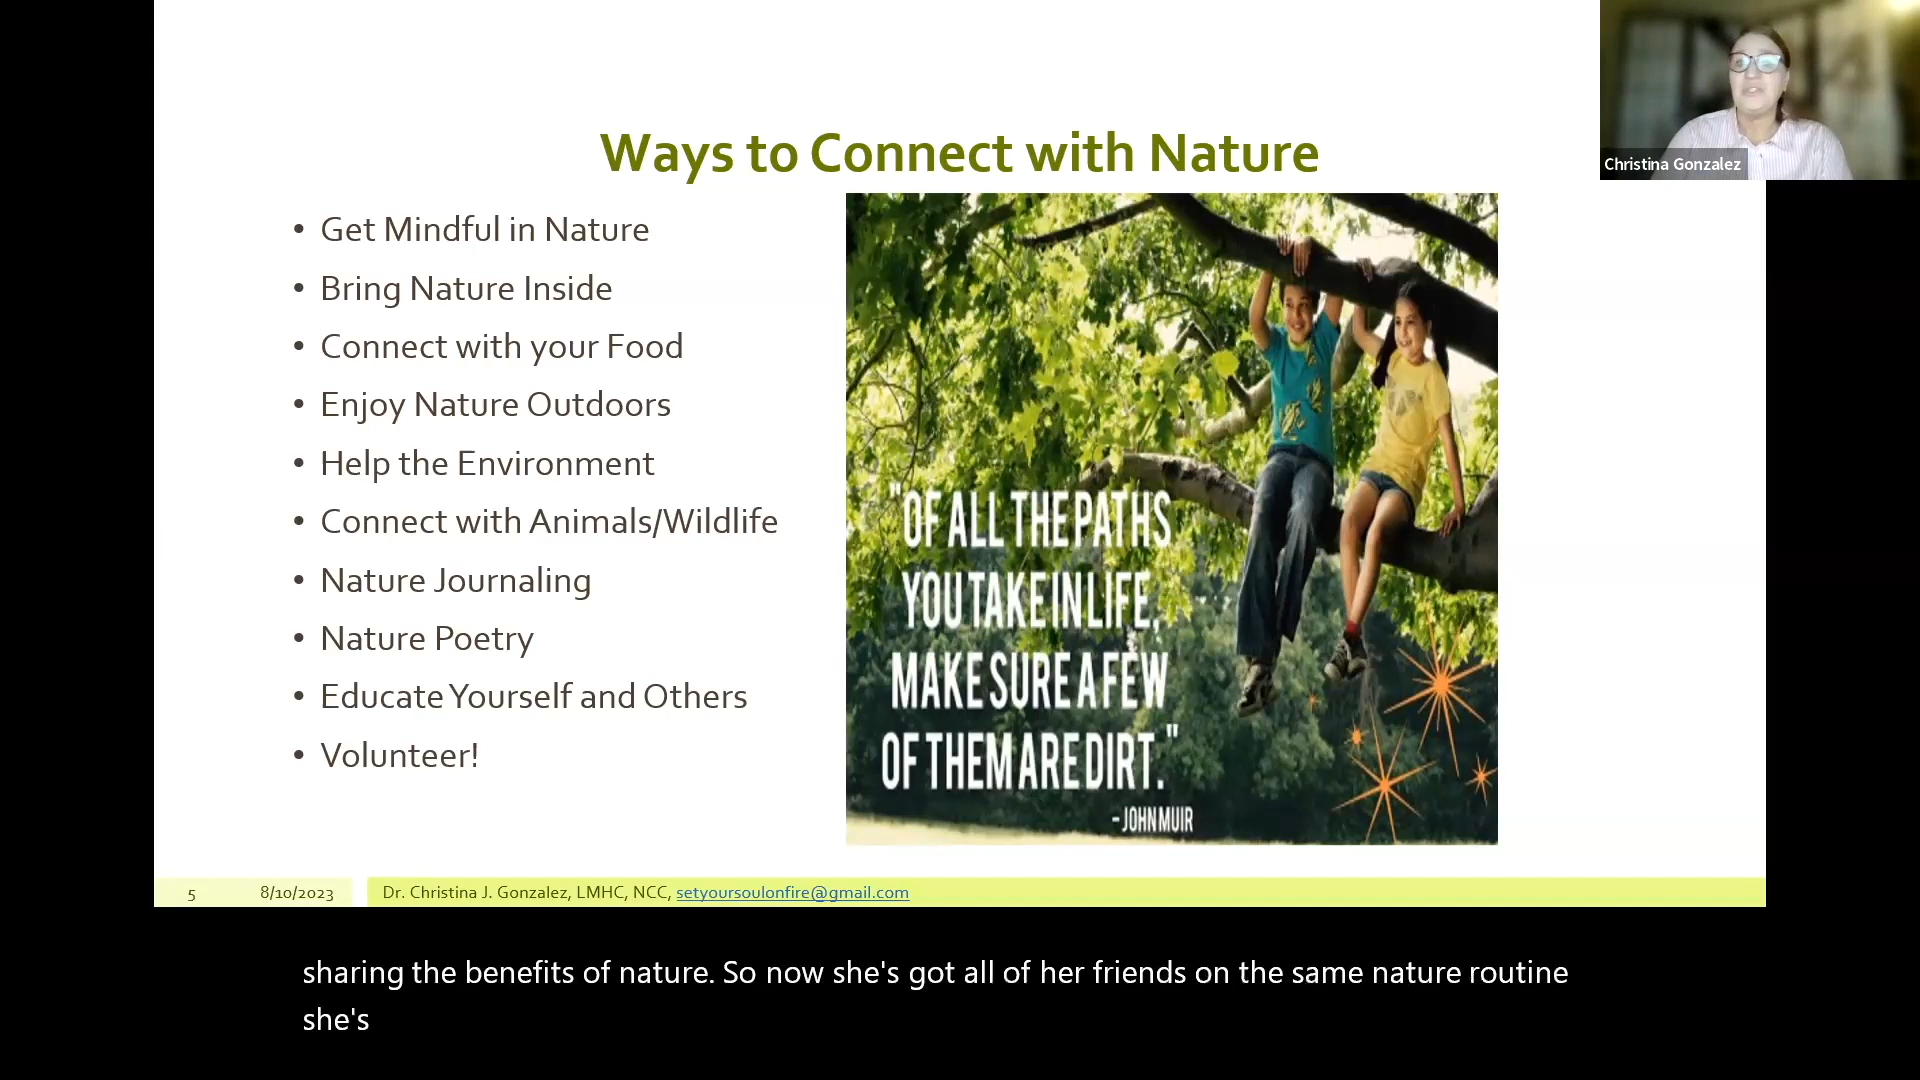 Ways to Connect with Nature
Christina Gonzalez
• Get Mindful in Nature
• Bring Nature Inside
• Connect with your Food
• Enjoy Nature Outdoors
• Help the Environment
• Connect with Animals/Wildlife
• Nature Journaling
• Nature Poetry
• Educate Yourself and Others
• Volunteer!
"OF ALL THE PATHS
YOU TAKE IN LIFE,
MAKE SURE A FEW
OF THEM ARE DIRT."
- JOHN MUIR
5 8/10/2023 Dr. Christina J. Gonzalez, LMHC, NCC, setyoursoulonfire@gmail.com
sharing the benefits of nature. So now she's got all of her friends on the same nature routine
she's